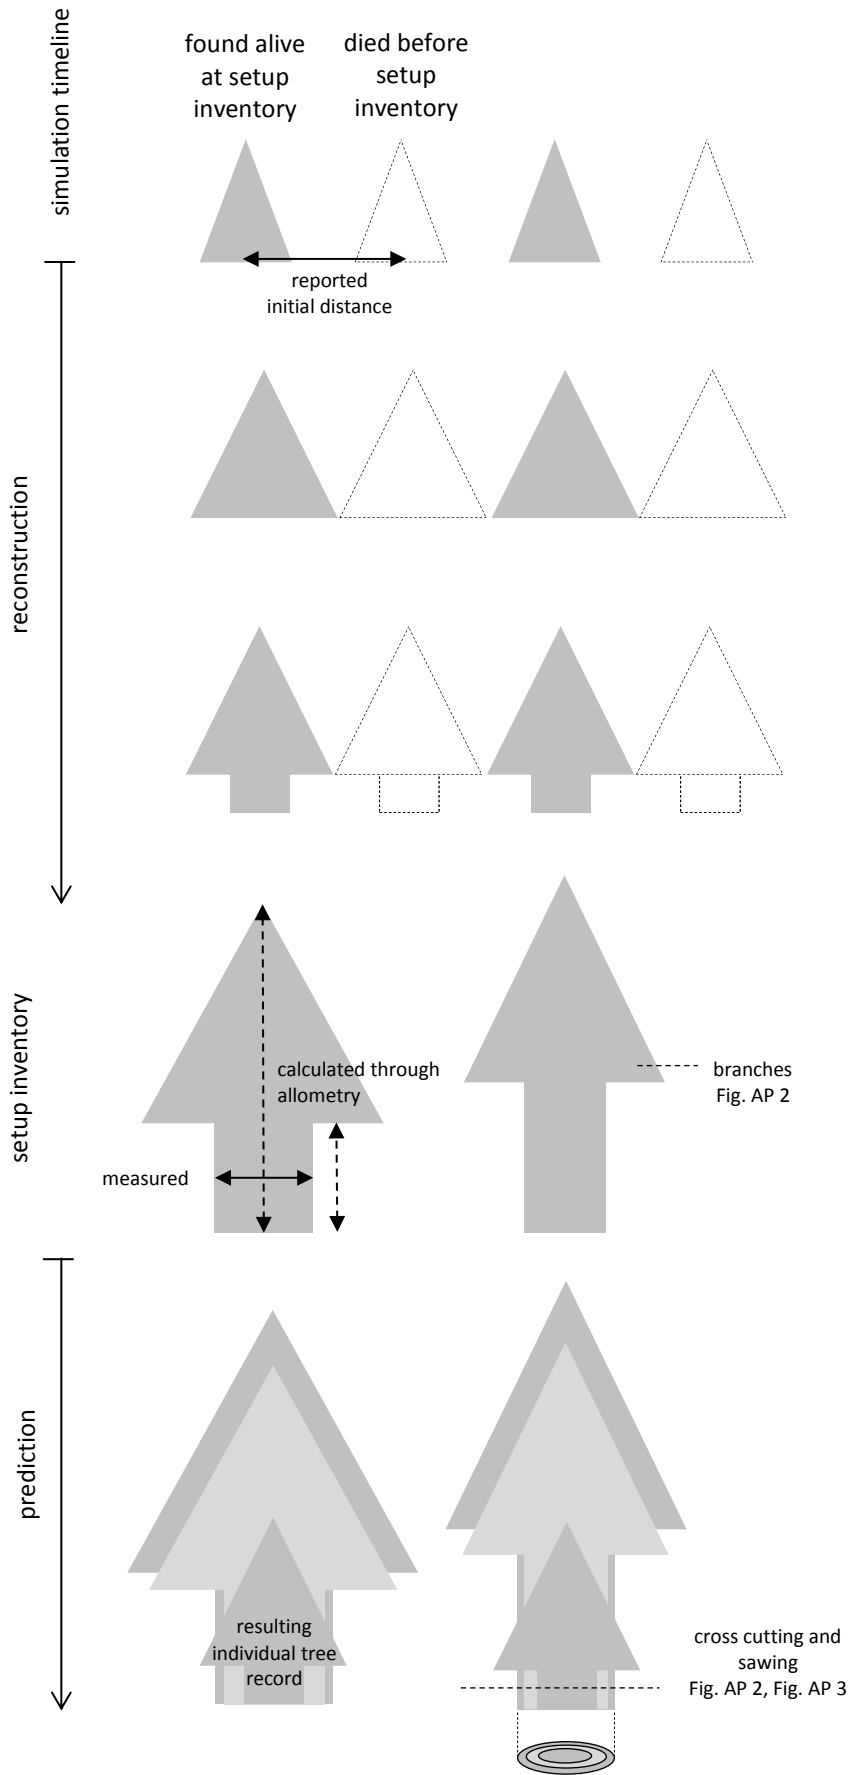 simulation timeline
found alive
at setup
inventory
died before
setup
inventory
reported
initial distance
reconstruction
setup inventory
calculated through
allometry
branches
Fig. AP 2
measured
prediction
resulting
individual tree
record
cross cutting and
sawing
Fig. AP 2, Fig. AP 3